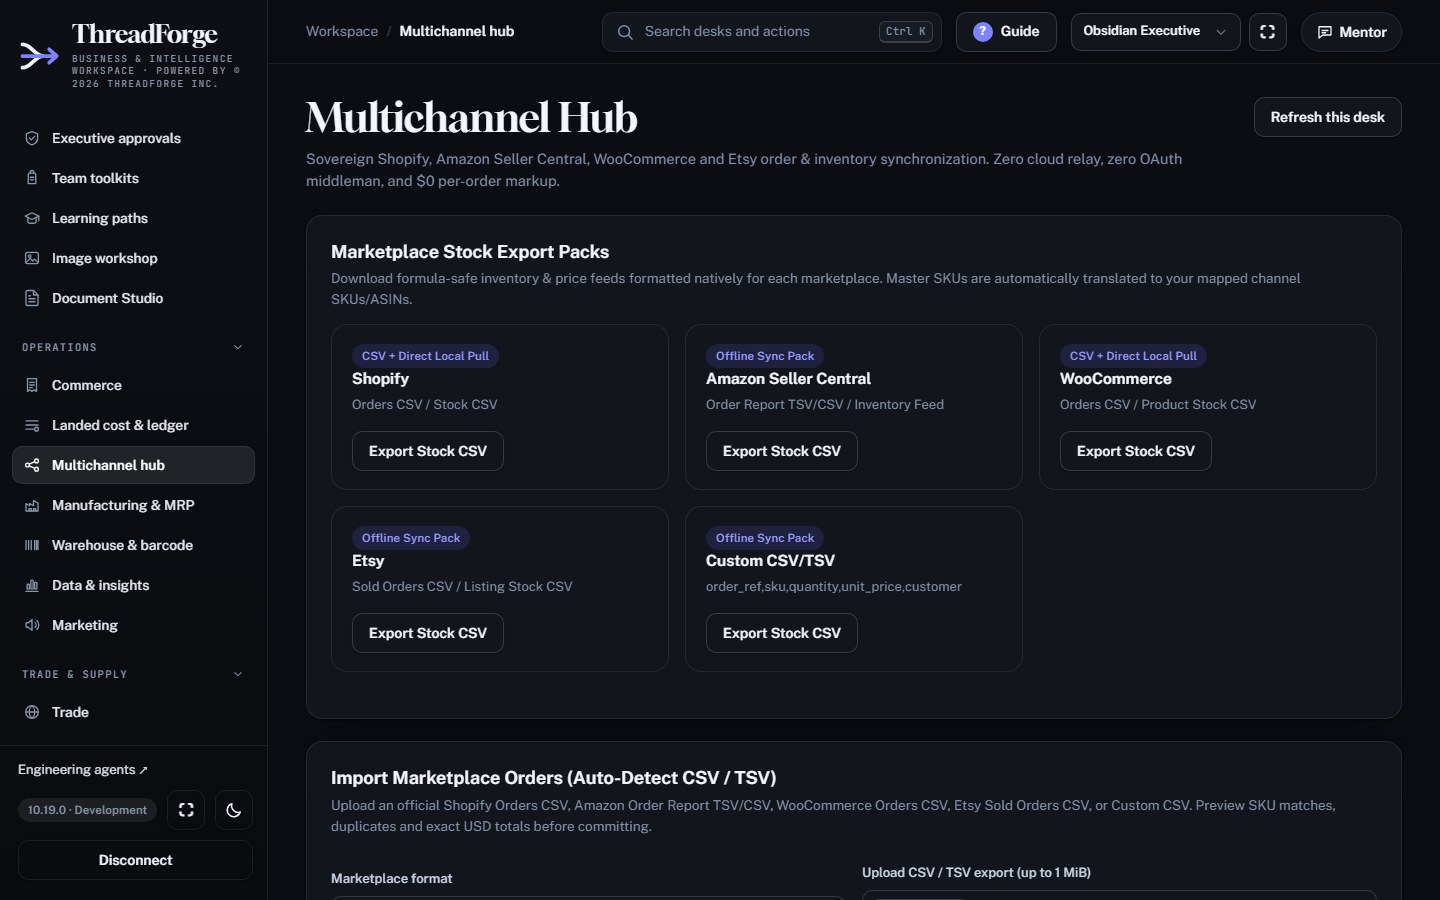 ThreadForge
BUSINESS & INTELLIGENCE
WORKSPACE · POWERED BY ©
2026 THREADFORGE INC.
Executive approvals
Team toolkits
Learning paths
Image workshop
Document Studio
OPERATIONS
Commerce
Landed cost & ledger
Multichannel hub
Manufacturing & MRP
Warehouse & barcode
Data & insights
Marketing
TRADE & SUPPLY
Trade
Engineering agents ↗
10.19.0 · Development
Disconnect
Workspace / Multichannel hub
Search desks and actions
Ctrl K
? Guide
Obsidian Executive
Mentor
Multichannel Hub
Refresh this desk
Sovereign Shopify, Amazon Seller Central, WooCommerce and Etsy order & inventory synchronization. Zero cloud relay, zero OAuth
middleman, and $0 per-order markup.
Marketplace Stock Export Packs
Download formula-safe inventory & price feeds formatted natively for each marketplace. Master SKUs are automatically translated to your mapped channel
SKUs/ASINs.
CSV + Direct Local Pull
Shopify
Orders CSV / Stock CSV
Export Stock CSV
Offline Sync Pack
Amazon Seller Central
Order Report TSV/CSV / Inventory Feed
Export Stock CSV
CSV + Direct Local Pull
WooCommerce
Orders CSV / Product Stock CSV
Export Stock CSV
Offline Sync Pack
Etsy
Sold Orders CSV / Listing Stock CSV
Export Stock CSV
Offline Sync Pack
Custom CSV/TSV
order_ref,sku,quantity,unit_price,customer
Export Stock CSV
Import Marketplace Orders (Auto-Detect CSV / TSV)
Upload an official Shopify Orders CSV, Amazon Order Report TSV/CSV, WooCommerce Orders CSV, Etsy Sold Orders CSV, or Custom CSV. Preview SKU matches,
duplicates and exact USD totals before committing.
Marketplace format
Upload CSV / TSV export (up to 1 MiB)